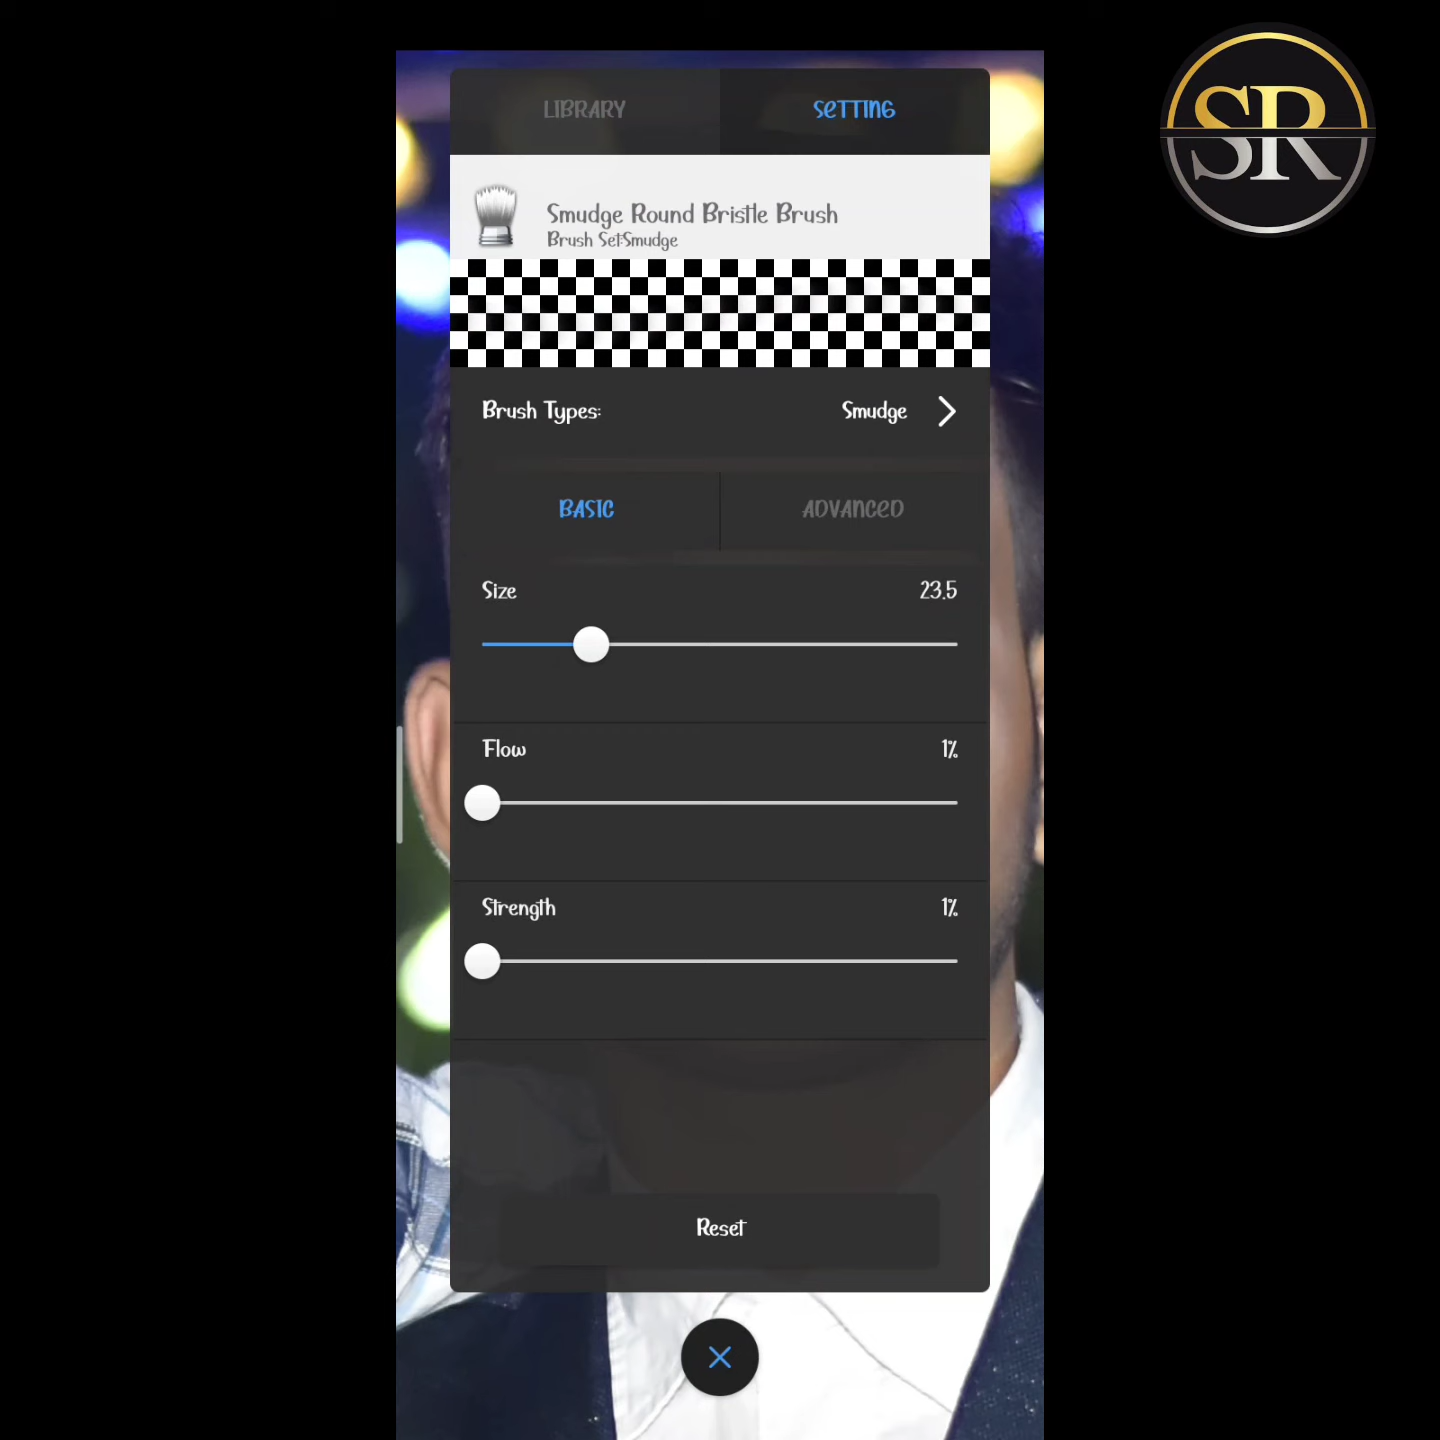 SR
LIBRARY
SETTING
Smudge Round Bristle Brush
Brush Set:Smudge
Brush Types:
Smudge
BASIC
ADVANCED
Size
23.5
Flow
1%
Strength
1%
Reset